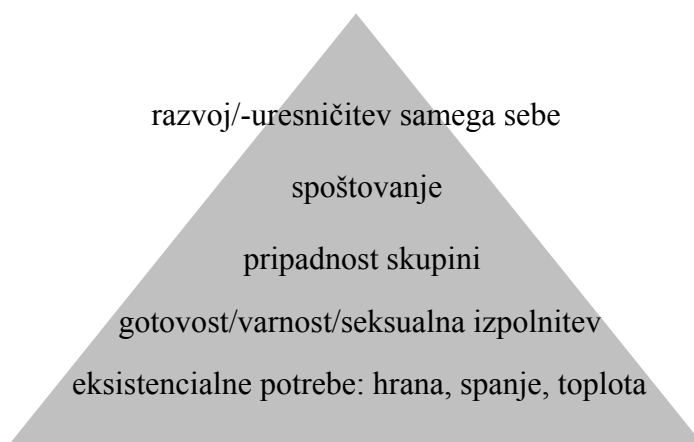 razvoj/-uresničitev samega sebe
spoštovanje
pripadnost skupini
gotovost/varnost/seksualna izpolnitev
eksistencialne potrebe: hrana, spanje, toplota